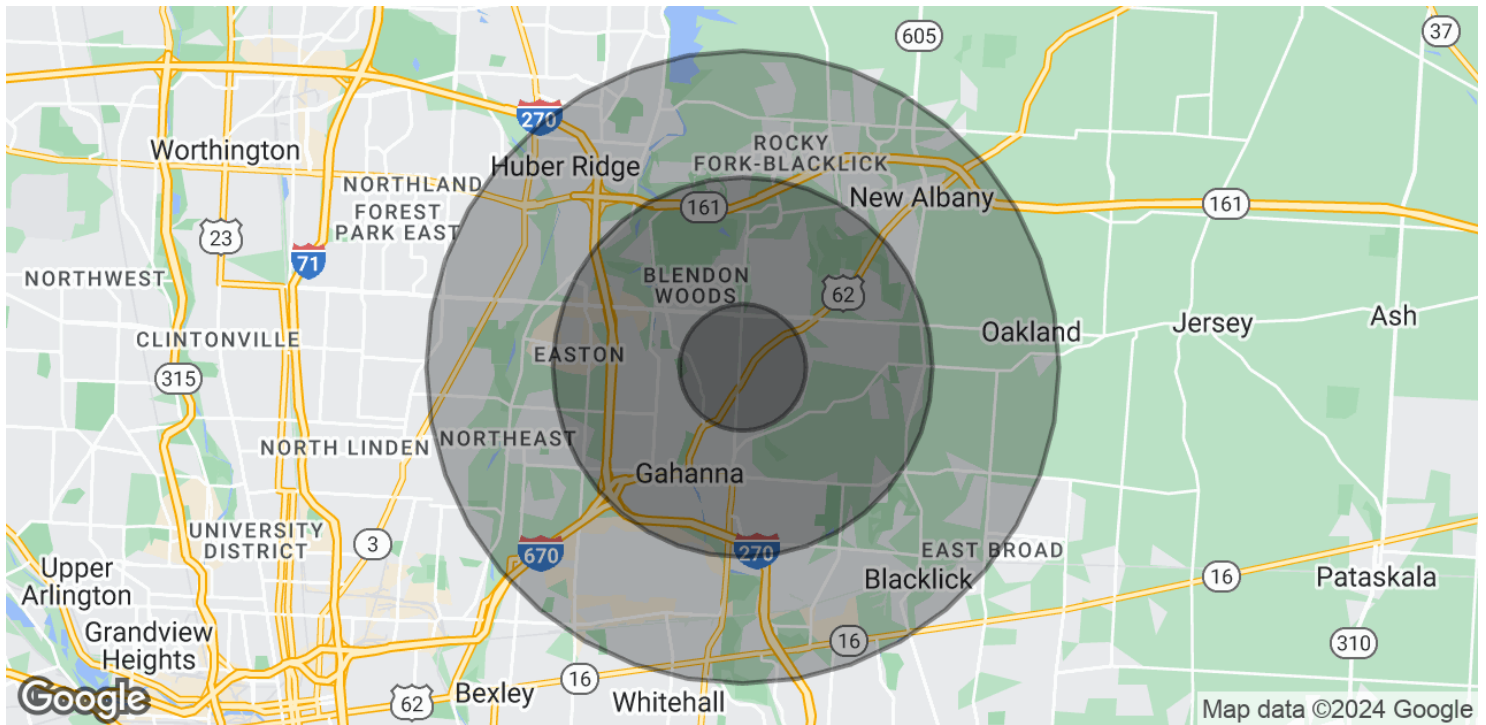 605
37
270
ROCKY
FORK-BLACKLICK
Worthington
Huber Ridge
NORTHLAND
FOREST
PARK EAST
New Albany
161
161
23
71
NORTHWEST
BLENDON
WOODS
62
CLINTONVILLE
EASTON
Oakland
Jersey
Ash
315
NORTH LINDEN
NORTHEAST
Gahanna
UNIVERSITY
DISTRICT
3
670
270
EAST BROAD
Blacklick
16
Pataskala
Upper
Arlington
Grandview
Heights
16
310
Google
62
Bexley
16
Whitehall
Map data ©2024 Google